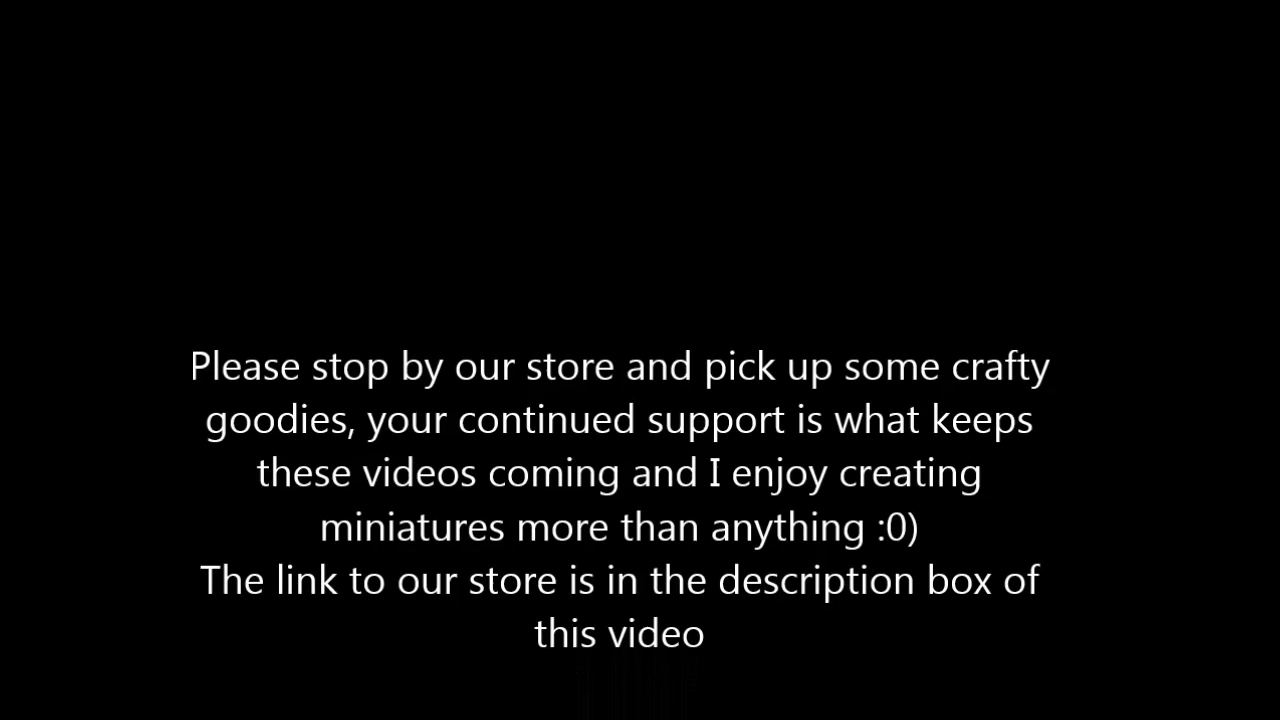 Please stop by our store and pick up some crafty
goodies, your continued support is what keeps
these videos coming and I enjoy creating
miniatures more than anything :0)
The link to our store is in the description box of
this video